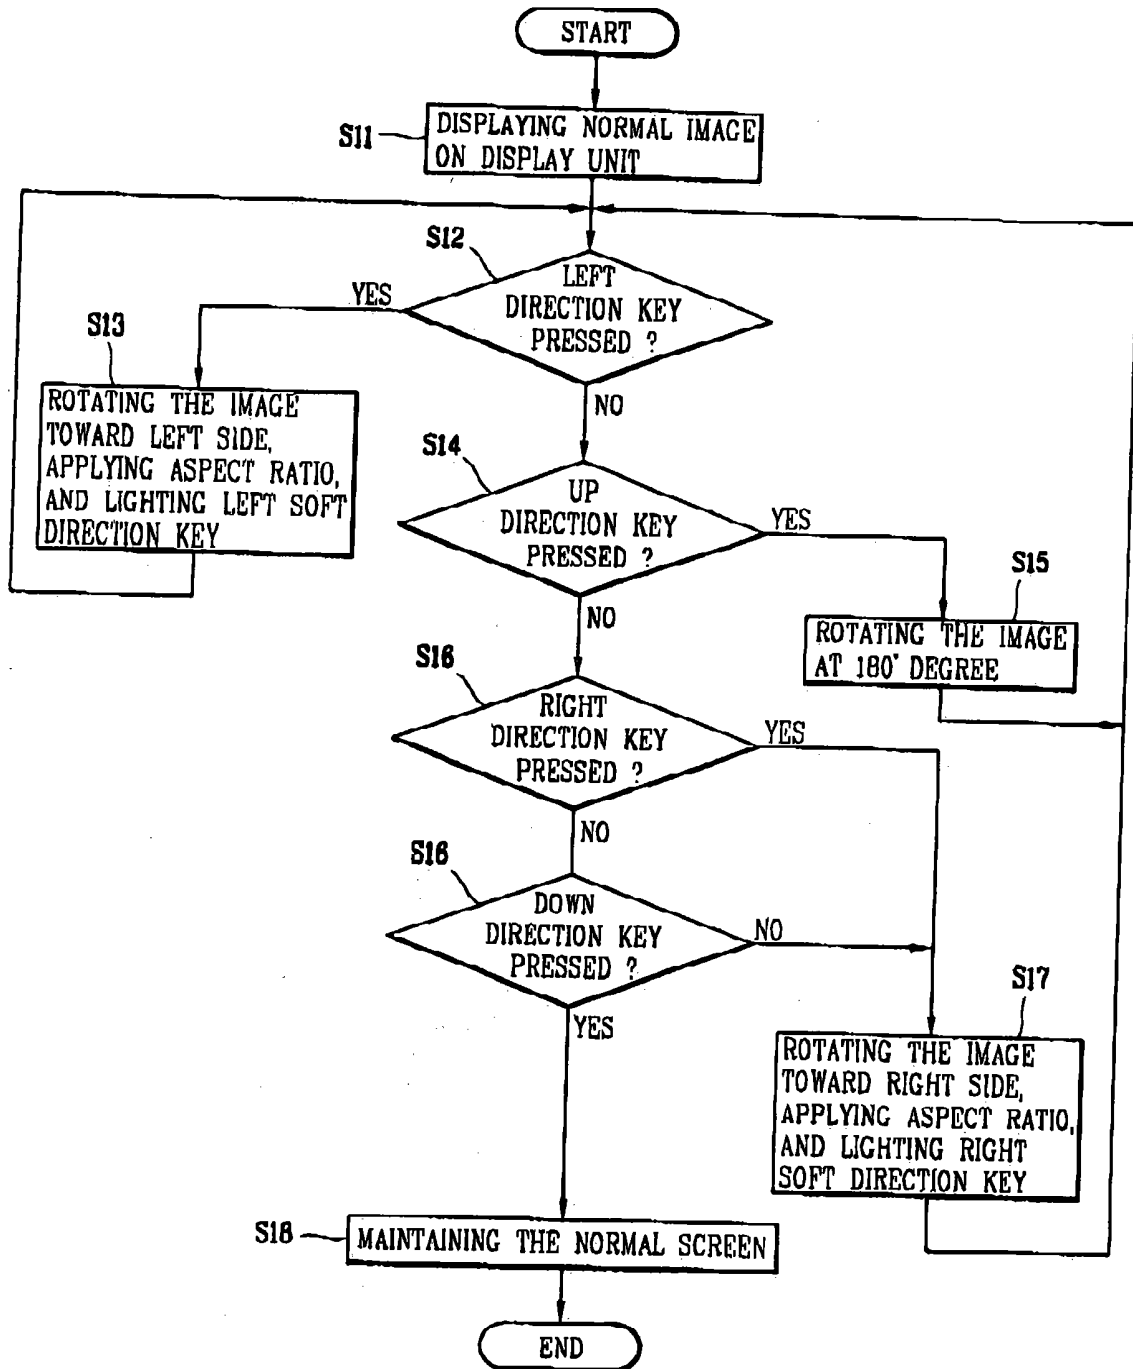 START
S11
DISPLAYING NORMAL IMAGE
ON DISPLAY UNIT
S12
LEFT
DIRECTION KEY
PRESSED ?
YES
NO
S13
ROTATING THE IMAGE
TOWARD LEFT SIDE,
APPLYING ASPECT RATIO,
AND LIGHTING LEFT SOFT
DIRECTION KEY
S14
UP
DIRECTION KEY
PRESSED ?
YES
NO
S15
ROTATING THE IMAGE
AT 180° DEGREE
S16
RIGHT
DIRECTION KEY
PRESSED ?
YES
NO
S16
DOWN
DIRECTION KEY
PRESSED ?
NO
YES
S17
ROTATING THE IMAGE
TOWARD RIGHT SIDE,
APPLYING ASPECT RATIO,
AND LIGHTING RIGHT
SOFT DIRECTION KEY
S18
MAINTAINING THE NORMAL SCREEN
END